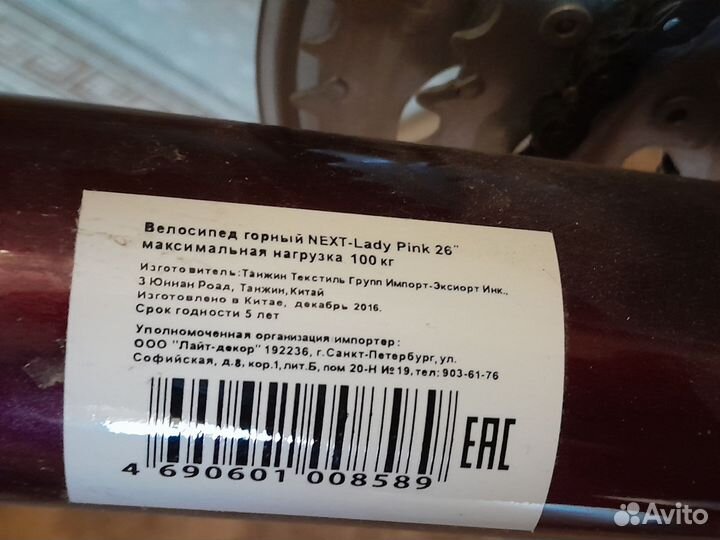 Велосипед горный NEXT-Lady Pink 26"
максимальная нагрузка 100 кг
Изготовитель: Танжин Текстиль Групп Импорт-Эксиорт Инк.,
3 Юннан Роад, Танжин, Китай
Изготовлено в Китае, декабрь 2016.
Срок годности 5 лет
Уполномоченная организация импортер:
ООО "Лайт-декор" 192236, г.Санкт-Петербург, ул.
Софийская, д.8, кор.1, лит.Б, пом 20-Н №19, тел: 903-61-76
4 690601 008589
EAC
Avito